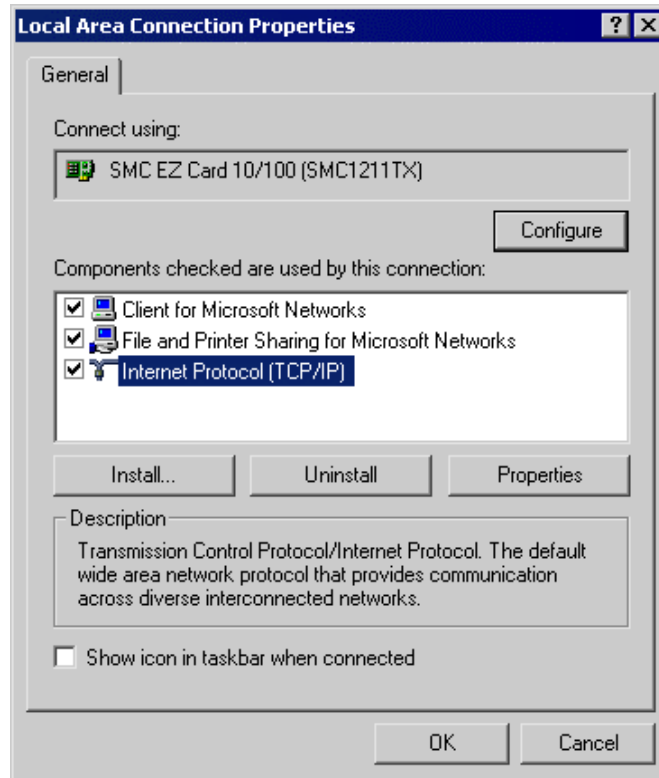 Local Area Connection Properties
General
Connect using:
SMC EZ Card 10/100 (SMC1211TX)
Configure
Components checked are used by this connection:
Client for Microsoft Networks
File and Printer Sharing for Microsoft Networks
Internet Protocol (TCP/IP)
Install... Uninstall Properties
Description
Transmission Control Protocol/Internet Protocol. The default
wide area network protocol that provides communication
across diverse interconnected networks.
Show icon in taskbar when connected
OK Cancel